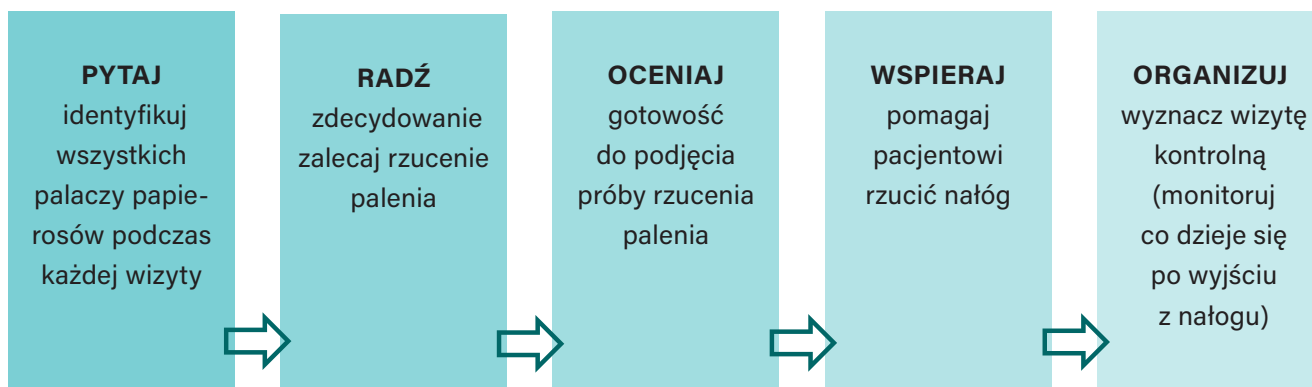 PYTAJ
identyfikuj
wszystkich
palaczy papie-
rosów podczas
każdej wizyty
RADŹ
zdecydowanie
zalecaj rzucenie
palenia
OCENIAJ
gotowość
do podjęcia
próby rzucenia
palenia
WSPIERAJ
pomagaj
pacjentowi
rzucić nałóg
ORGANIZUJ
wyznacz wizytę
kontrolną
(monitoruj
co dzieje się
po wyjściu
z nałogu)